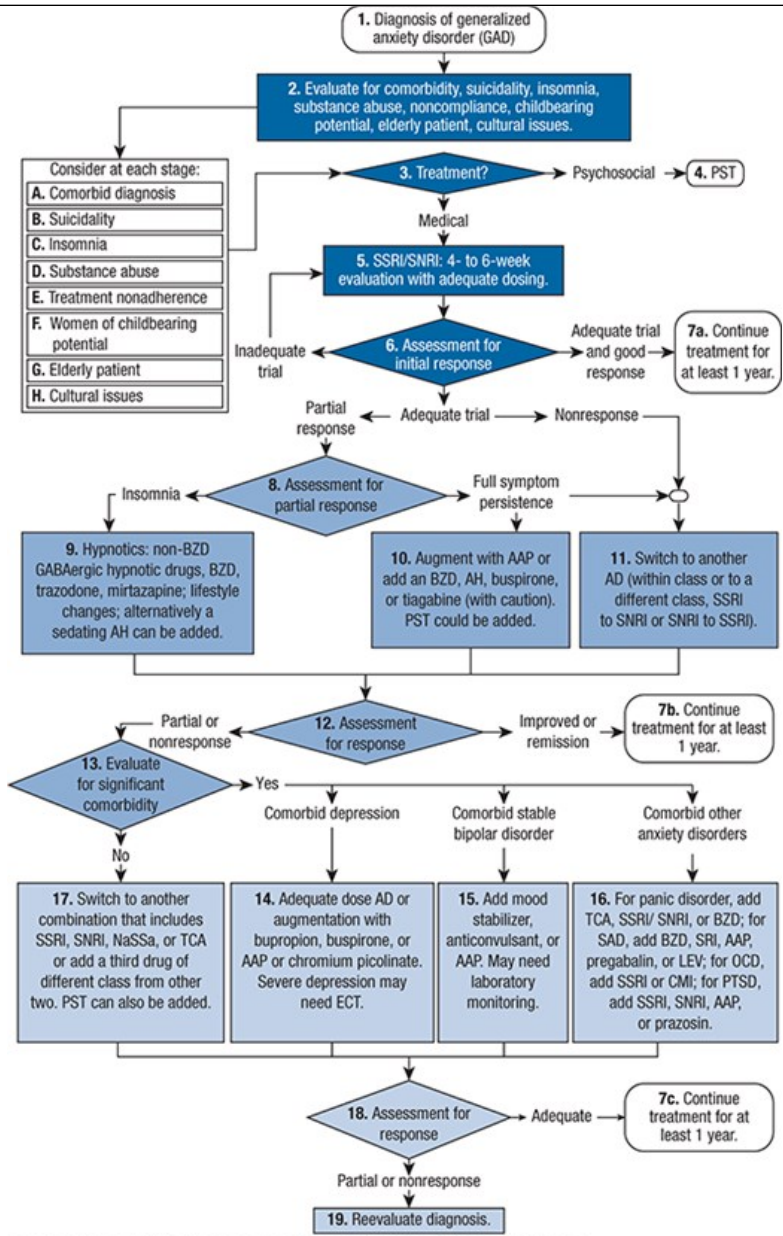 1. Diagnosis of generalized
anxiety disorder (GAD)
2. Evaluate for comorbidity, suicidality, insomnia,
substance abuse, noncompliance, childbearing
potential, elderly patient, cultural issues.
Consider at each stage:
A. Comorbid diagnosis
B. Suicidality
C. Insomnia
D. Substance abuse
E. Treatment nonadherence
F. Women of childbearing
potential
G. Elderly patient
H. Cultural issues
3. Treatment?
Psychosocial
4. PST
Medical
5. SSRI/SNRI: 4- to 6-week
evaluation with adequate dosing.
Inadequate
trial
6. Assessment for
initial response
Adequate trial
and good
response
7a. Continue
treatment for
at least 1 year.
Partial
response
Adequate trial
Nonresponse
Insomnia
8. Assessment for
partial response
Full symptom
persistence
9. Hypnotics: non-BZD
GABAergic hypnotic drugs, BZD,
trazodone, mirtazapine; lifestyle
changes; alternatively a
sedating AH can be added.
10. Augment with AAP or
add an BZD, AH, buspirone,
or tiagabine (with caution).
PST could be added.
11. Switch to another
AD (within class or to a
different class, SSRI
to SNRI or SNRI to SSRI).
Partial or
nonresponse
12. Assessment
for response
Improved or
remission
7b. Continue
treatment for at least
1 year.
13. Evaluate
for significant
comorbidity
Yes
Comorbid depression
Comorbid stable
bipolar disorder
Comorbid other
anxiety disorders
No
17. Switch to another
combination that includes
SSRI, SNRI, NaSSa, or TCA
or add a third drug of
different class from other
two. PST can also be added.
14. Adequate dose AD or
augmentation with
bupropion, buspirone, or
AAP or chromium picolinate.
Severe depression may
need ECT.
15. Add mood
stabilizer,
anticonvulsant, or
AAP. May need
laboratory
monitoring.
16. For panic disorder, add
TCA, SSRI/ SNRI, or BZD; for
SAD, add BZD, SRI, AAP,
pregabalin, or LEV; for OCD,
add SSRI or CMI; for PTSD,
add SSRI, SNRI, AAP,
or prazosin.
18. Assessment for
response
Adequate
7c. Continue
treatment for at
least 1 year.
Partial or nonresponse
19. Reevaluate diagnosis.